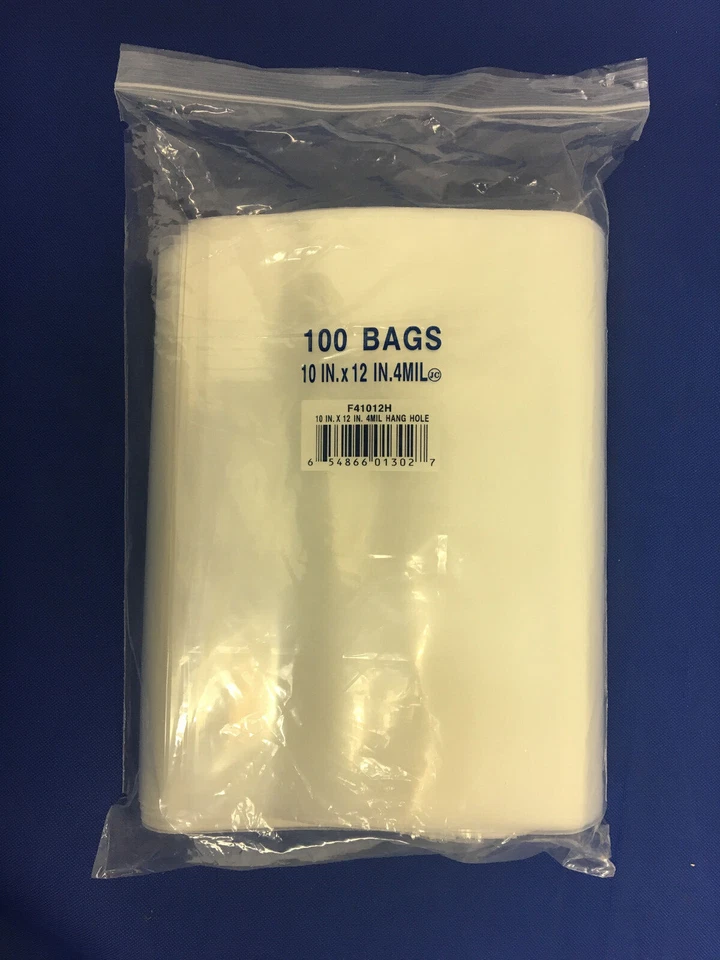 100 BAGS
10 IN.x 12 IN.4MIL JC
F41012H
10 IN.X 12 IN. 4MIL HANG HOLE
6 54866 01302 7